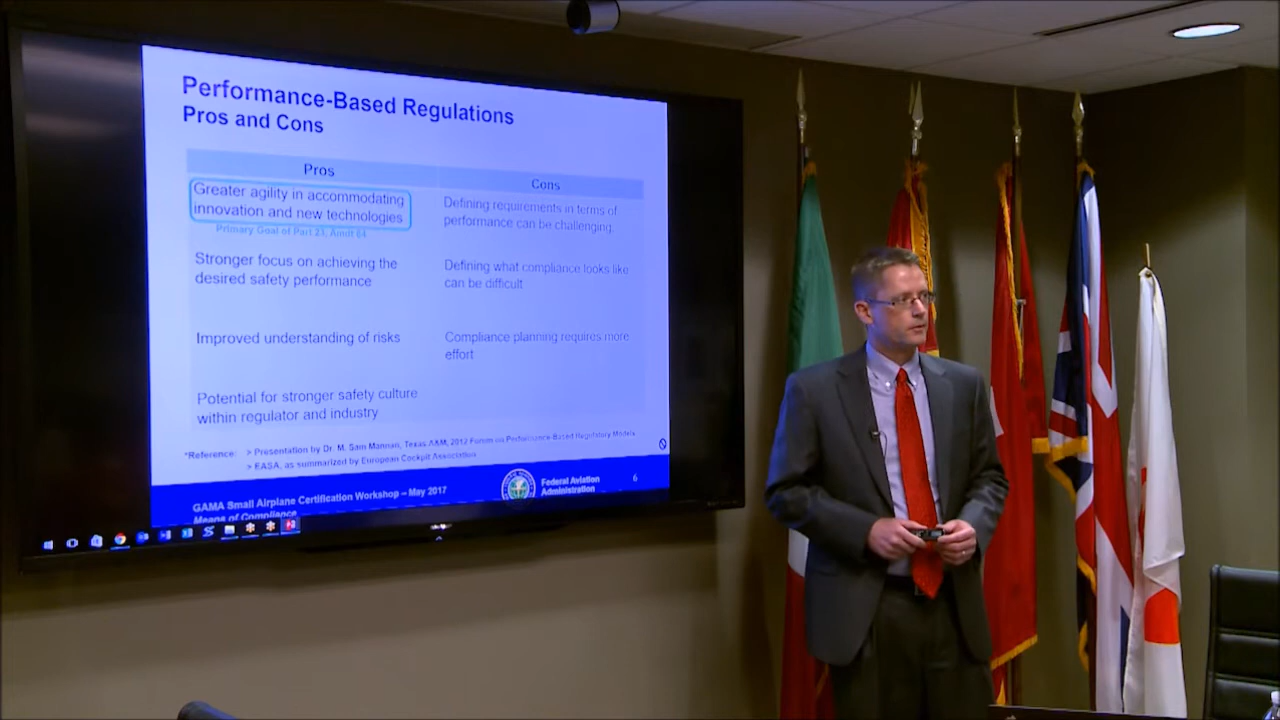 Performance-Based Regulations
Pros and Cons
Pros
Cons
Greater agility in accommodating
innovation and new technologies
Primary Goal of Part 23, Amdt 64
Defining requirements in terms of
performance can be challenging.
Stronger focus on achieving the
desired safety performance
Defining what compliance looks like
can be difficult
Improved understanding of risks
Compliance planning requires more
effort
Potential for stronger safety culture
within regulator and industry
*Reference: > Presentation by Dr. M. Sam Mannan, Texas A&M, 2012 Forum on Performance-Based Regulatory Models
> EASA, as summarized by European Cockpit Association
GAMA Small Airplane Certification Workshop – May 2017
Means of Compliance
Federal Aviation
Administration
6